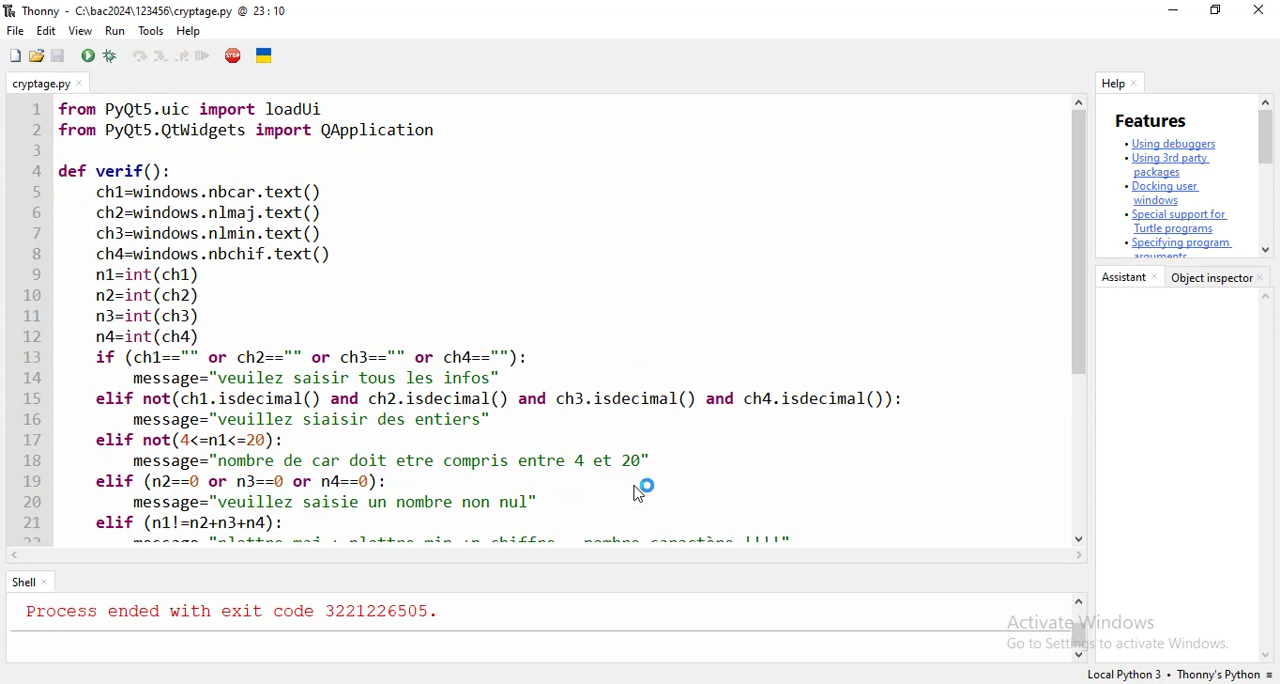 Thonny - C:\bac2024\123456\cryptage.py @ 23 : 10
File Edit View Run Tools Help
cryptage.py
1 from PyQt5.uic import loadUi
2 from PyQt5.QtWidgets import QApplication
3
4 def verif():
5 ch1=windows.nbcar.text()
6 ch2=windows.nlmaj.text()
7 ch3=windows.nlmin.text()
8 ch4=windows.nbchif.text()
9 n1=int(ch1)
10 n2=int(ch2)
11 n3=int(ch3)
12 n4=int(ch4)
13 if (ch1=="" or ch2=="" or ch3=="" or ch4==""):
14 message="veuilez saisir tous les infos"
15 elif not(ch1.isdecimal() and ch2.isdecimal() and ch3.isdecimal() and ch4.isdecimal()):
16 message="veuillez siaisir des entiers"
17 elif not(4<=n1<=20):
18 message="nombre de car doit etre compris entre 4 et 20"
19 elif (n2==0 or n3==0 or n4==0):
20 message="veuillez saisie un nombre non nul"
21 elif (n1!=n2+n3+n4):
Shell
Process ended with exit code 3221226505.
Help
Features
• Using debuggers
• Using 3rd party
packages
• Docking user
windows
• Special support for
Turtle programs
• Specifying program
arguments
Assistant
Object inspector
Activate Windows
Go to Settings to activate Windows.
Local Python 3 • Thonny's Python ≡